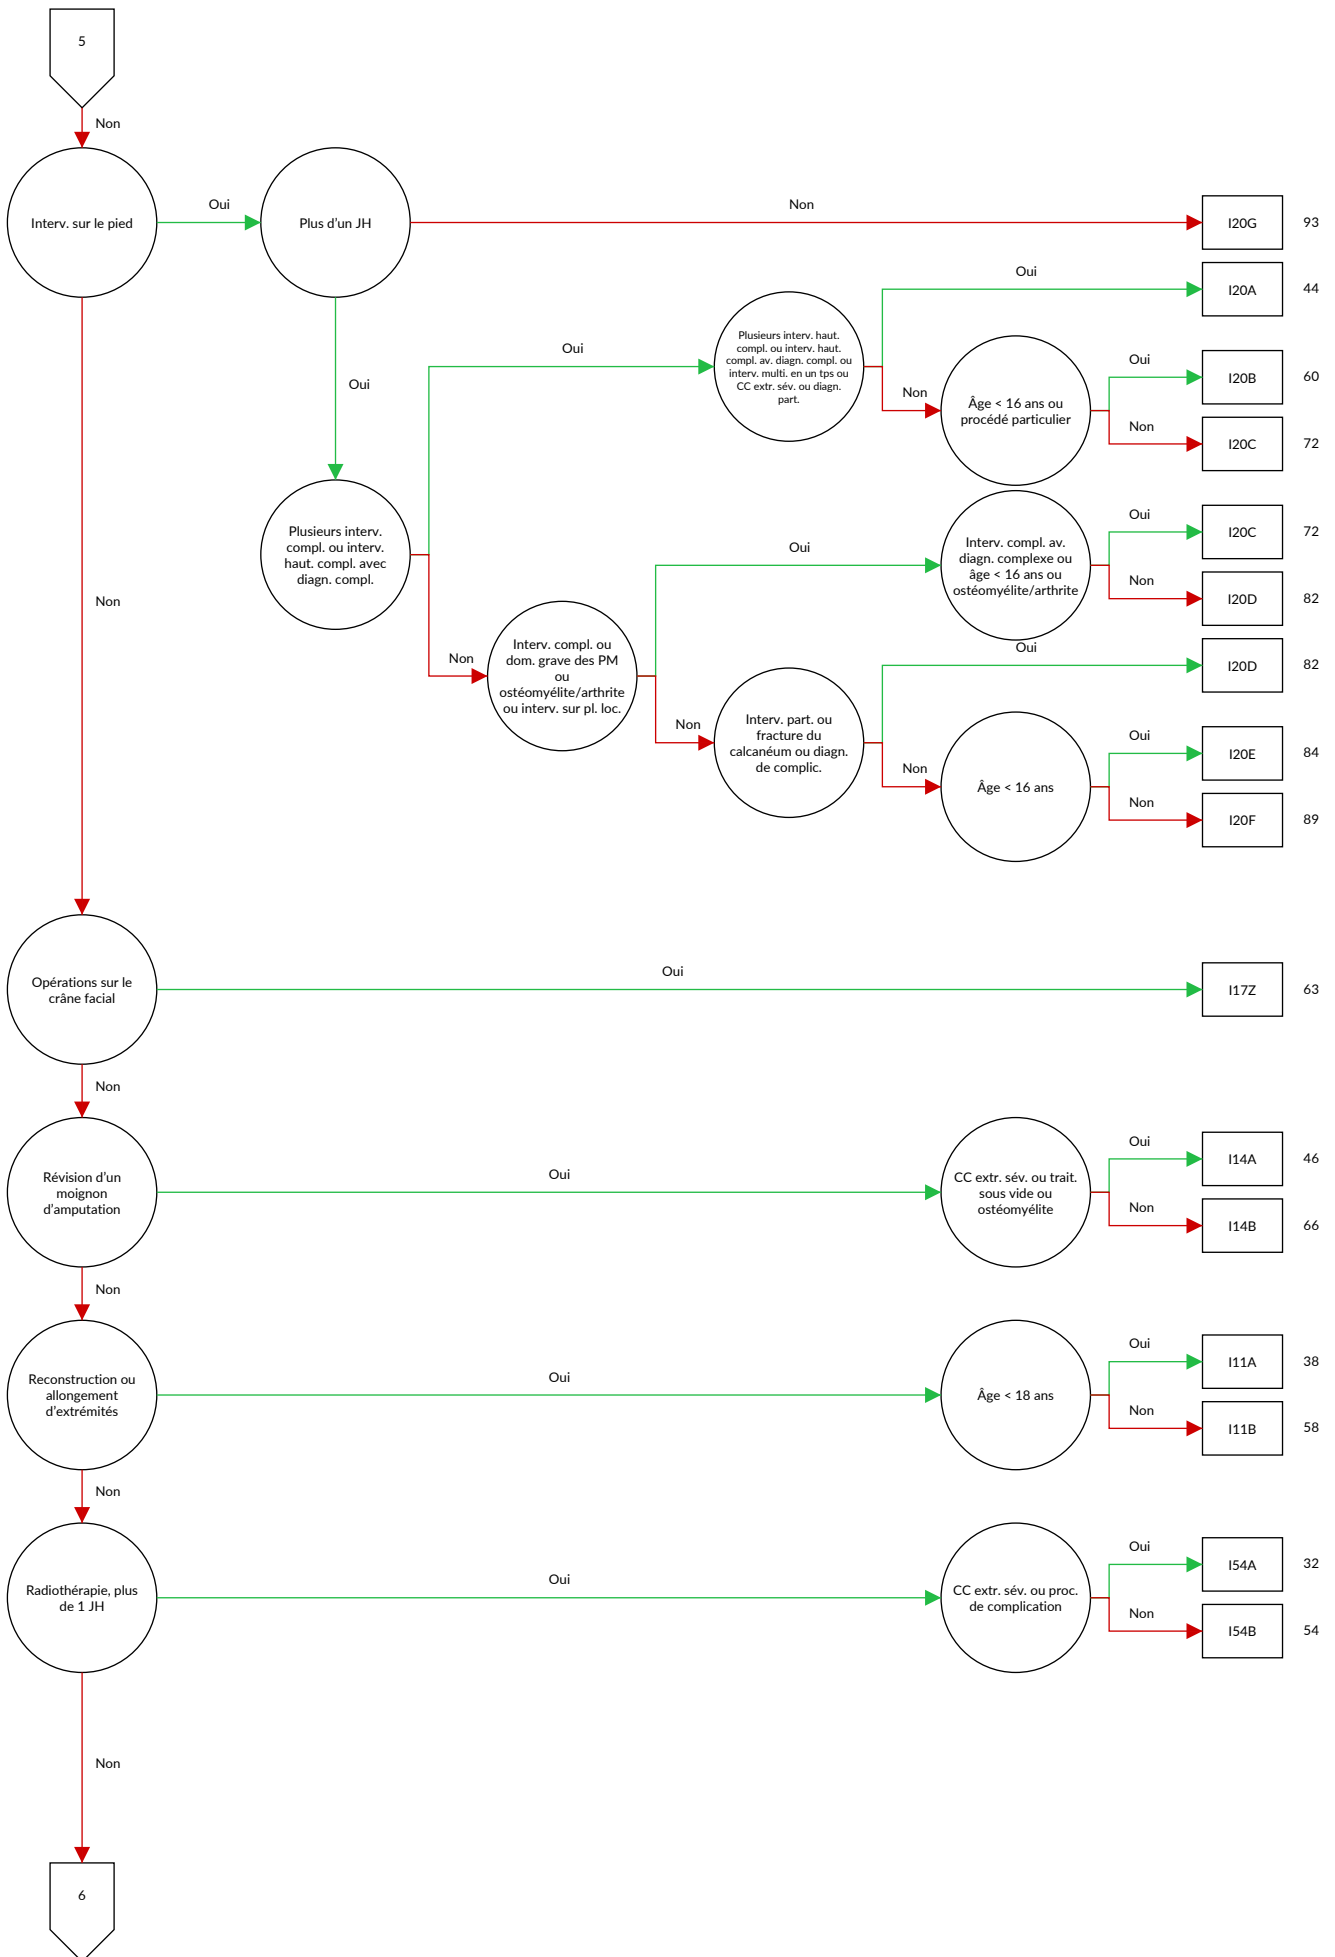 5
Non
Interv. sur le pied
Oui
Plus d'un JH
Non
I20G
93
Oui
I20A
44
Plusieurs interv. haut.
compl. ou interv. haut.
compl. av. diagn. compl. ou
interv. multi. en un tps ou
CC extr. sév. ou diagn.
part.
Oui
Oui
Non
Âge < 16 ans ou
procédé particulier
Oui
I20B
60
Non
I20C
72
Plusieurs interv.
compl. ou interv.
haut. compl. avec
diagn. compl.
Oui
Interv. compl. av.
diagn. complexe ou
âge < 16 ans ou
ostéomyélite/arthrite
Oui
I20C
72
Non
I20D
82
Non
Non
Interv. compl. ou
dom. grave des PM
ou
ostéomyélite/arthrite
ou interv. sur pl. loc.
Oui
I20D
82
Non
Interv. part. ou
fracture du
calcanéum ou diagn.
de complic.
Non
Âge < 16 ans
Oui
I20E
84
Non
I20F
89
Opérations sur le
crâne facial
Oui
I17Z
63
Non
Révision d'un
moignon
d'amputation
Oui
CC extr. sév. ou trait.
sous vide ou
ostéomyélite
Oui
I14A
46
Non
I14B
66
Non
Reconstruction ou
allongement
d'extrémités
Oui
Âge < 18 ans
Oui
I11A
38
Non
I11B
58
Non
Radiothérapie, plus
de 1 JH
Oui
CC extr. sév. ou proc.
de complication
Oui
I54A
32
Non
I54B
54
Non
6